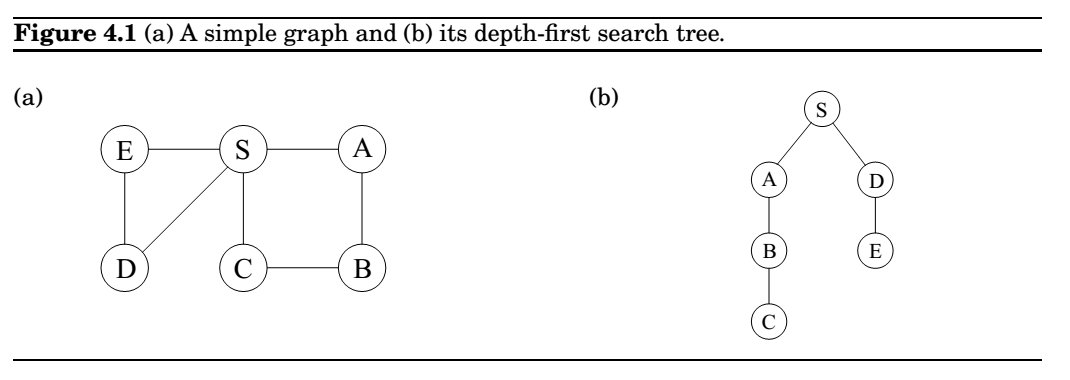 Figure 4.1 (a) A simple graph and (b) its depth-first search tree.
(a)
E S A
D C B
(b)
S
A D
B E
C